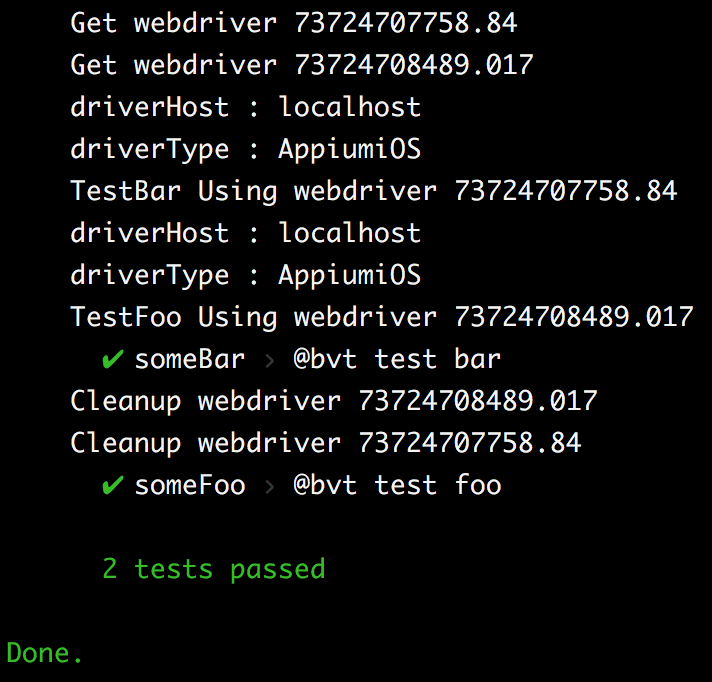 Get webdriver 73724707758.84
Get webdriver 73724708489.017
driverHost : localhost
driverType : AppiumiOS
TestBar Using webdriver 73724707758.84
driverHost : localhost
driverType : AppiumiOS
TestFoo Using webdriver 73724708489.017
✔ someBar › @bvt test bar
Cleanup webdriver 73724708489.017
Cleanup webdriver 73724707758.84
✔ someFoo › @bvt test foo
2 tests passed
Done.